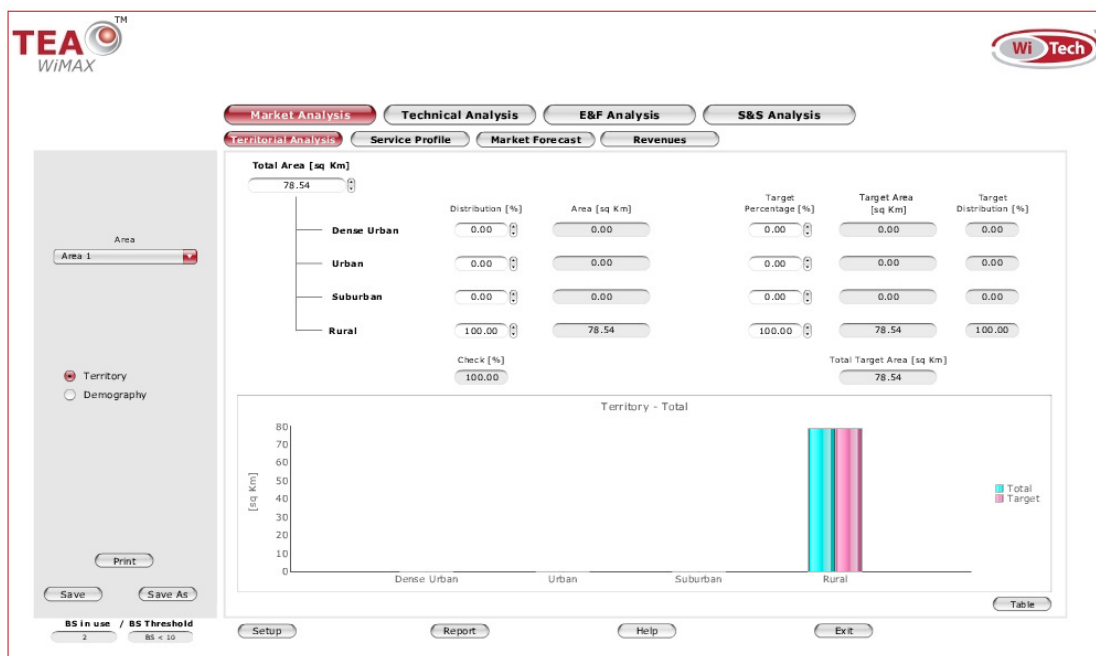 TEA TM
WiMAX
Wi Tech
Market Analysis Technical Analysis E&F Analysis S&S Analysis
Territorial Analysis Service Profile Market Forecast Revenues
Total Area [sq Km]
78.54
Distribution [%] Area [sq Km] Target Percentage [%] Target Area [sq Km] Target Distribution [%]
Dense Urban 0.00 0.00 0.00 0.00 0.00
Urban 0.00 0.00 0.00 0.00 0.00
Suburban 0.00 0.00 0.00 0.00 0.00
Rural 100.00 78.54 100.00 78.54 100.00
Check [%] Total Target Area [sq Km]
100.00 78.54
Area
Area 1
Territory
Demography
Print
Save Save As
BS in use / BS Threshold
2 BS < 10
Territory - Total
[sq Km]
80
70
60
50
40
30
20
10
0
Dense Urban Urban Suburban Rural
Total
Target
Table
Setup Report Help Exit